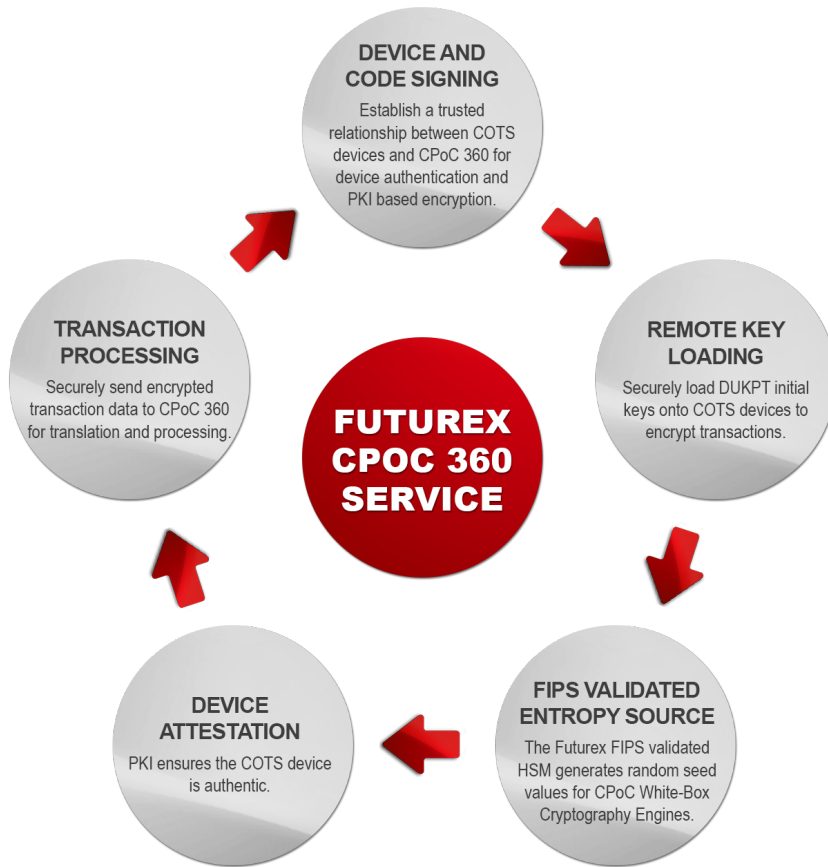 DEVICE AND
CODE SIGNING
Establish a trusted
relationship between COTS
devices and CPoC 360 for
device authentication and
PKI based encryption.
REMOTE KEY
LOADING
Securely load DUKPT initial
keys onto COTS devices to
encrypt transactions.
FIPS VALIDATED
ENTROPY SOURCE
The Futurex FIPS validated
HSM generates random seed
values for CPoC White-Box
Cryptography Engines.
DEVICE
ATTESTATION
PKI ensures the COTS device
is authentic.
TRANSACTION
PROCESSING
Securely send encrypted
transaction data to CPoC 360
for translation and processing.
FUTUREX
CPOC 360
SERVICE